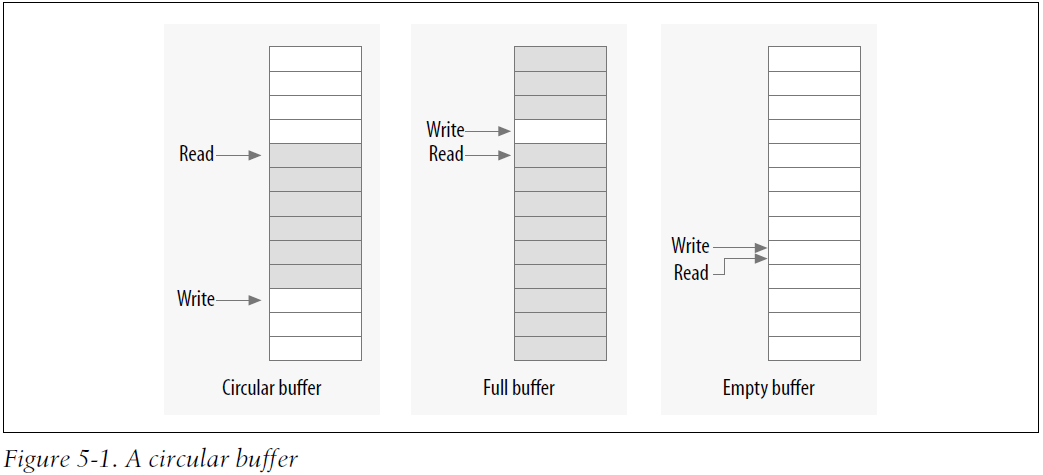 Read
Write
Circular buffer
Write
Read
Full buffer
Write
Read
Empty buffer
Figure 5-1. A circular buffer